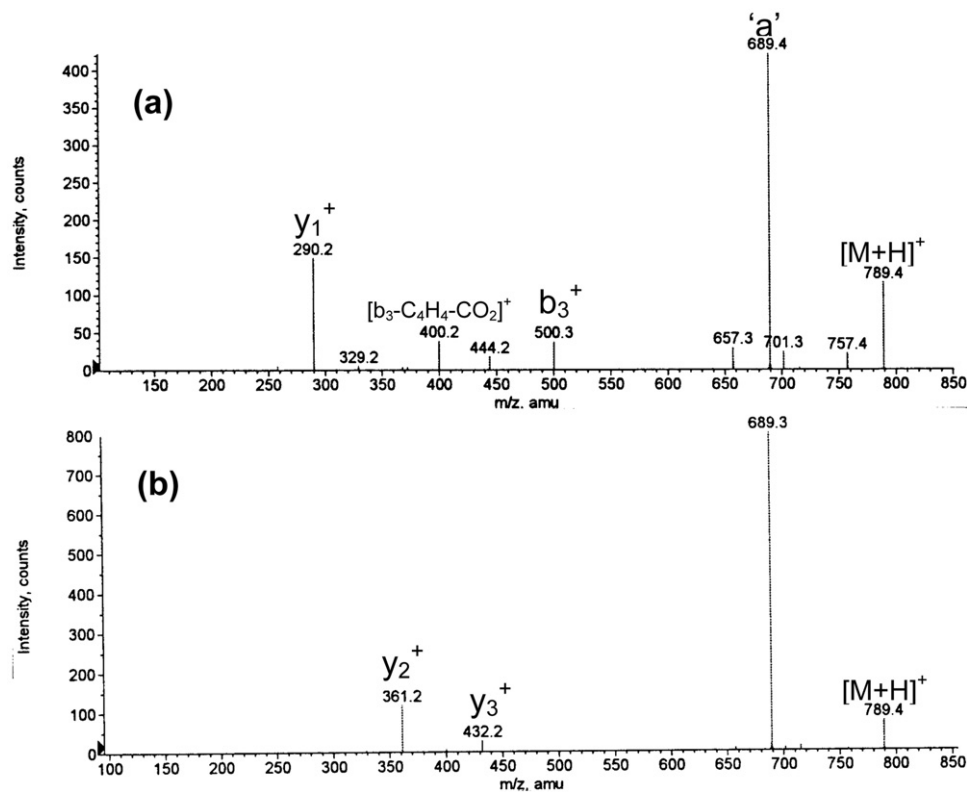 'a'
689.4
400
350
300
250
200
150
100
50
0
Intensity, counts
(a)
y₁⁺
290.2
[b₃-C₄H₄-CO₂]⁺
400.2
b₃⁺
500.3
[M+H]⁺
789.4
329.2
444.2
657.3
701.3
757.4
150 200 250 300 350 400 450 500 550 600 650 700 750 800 850
m/z, amu
689.3
800
700
600
500
400
300
200
100
0
Intensity, counts
(b)
y₂⁺
361.2
y₃⁺
432.2
[M+H]⁺
789.4
100 150 200 250 300 350 400 450 500 550 600 650 700 750 800 850
m/z, amu